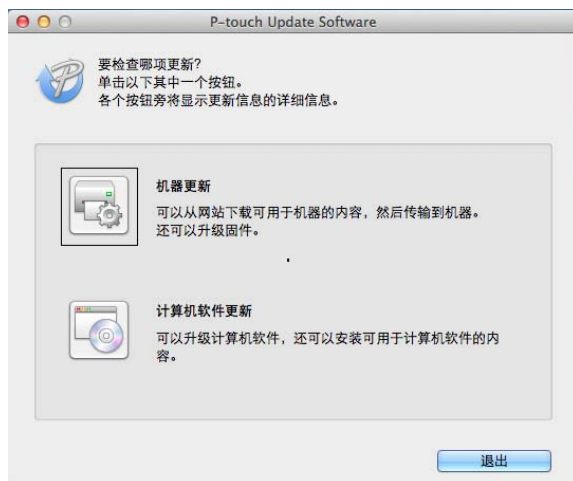 P-touch Update Software
要检查哪项更新?
单击以下其中一个按钮。
各个按钮旁将显示更新信息的详细信息。
机器更新
可以从网站下载可用于机器的内容，然后传输到机器。
还可以升级固件。
计算机软件更新
可以升级计算机软件，还可以安装可用于计算机软件的内
容。
退出